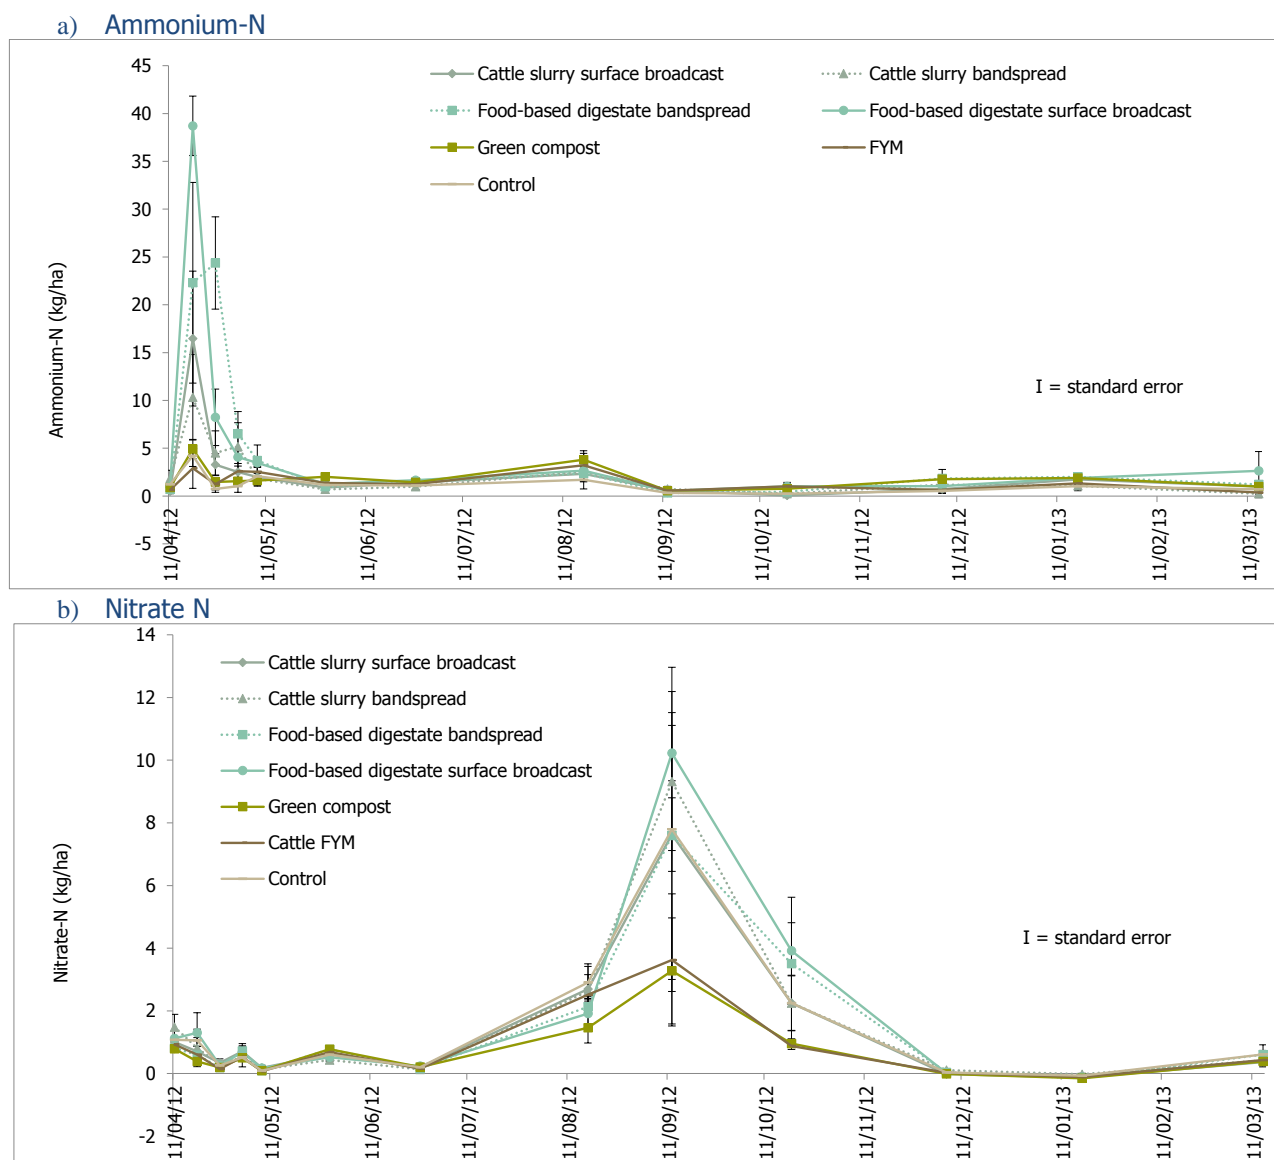 a) Ammonium-N
45
40
35
30
25
20
15
10
5
0
-5
Ammonium-N (kg/ha)
Cattle slurry surface broadcast
Cattle slurry bandspread
Food-based digestate bandspread
Food-based digestate surface broadcast
Green compost
FYM
Control
I = standard error
11/04/12
11/05/12
11/06/12
11/07/12
11/08/12
11/09/12
11/10/12
11/11/12
11/12/12
11/01/13
11/02/13
11/03/13
b) Nitrate N
14
12
10
8
6
4
2
0
-2
Nitrate-N (kg/ha)
Cattle slurry surface broadcast
Cattle slurry bandspread
Food-based digestate bandspread
Food-based digestate surface broadcast
Green compost
Cattle FYM
Control
I = standard error
11/04/12
11/05/12
11/06/12
11/07/12
11/08/12
11/09/12
11/10/12
11/11/12
11/12/12
11/01/13
11/02/13
11/03/13